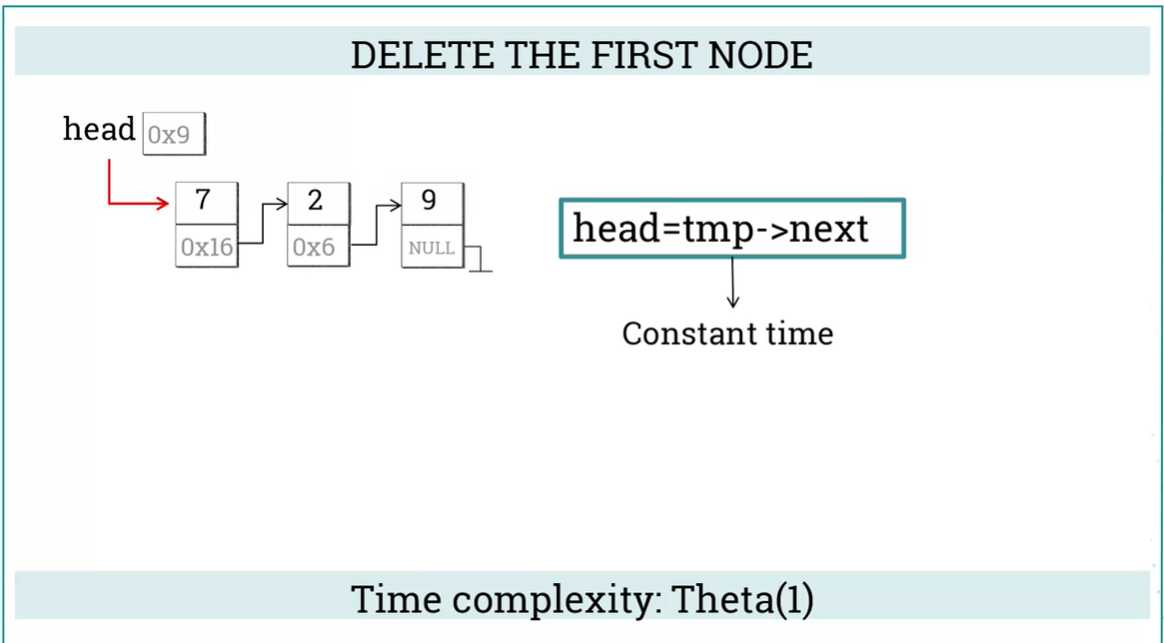 DELETE THE FIRST NODE
head 0x9
7 2 9
0x16 0x6 NULL
head=tmp->next
Constant time
Time complexity: Theta(1)